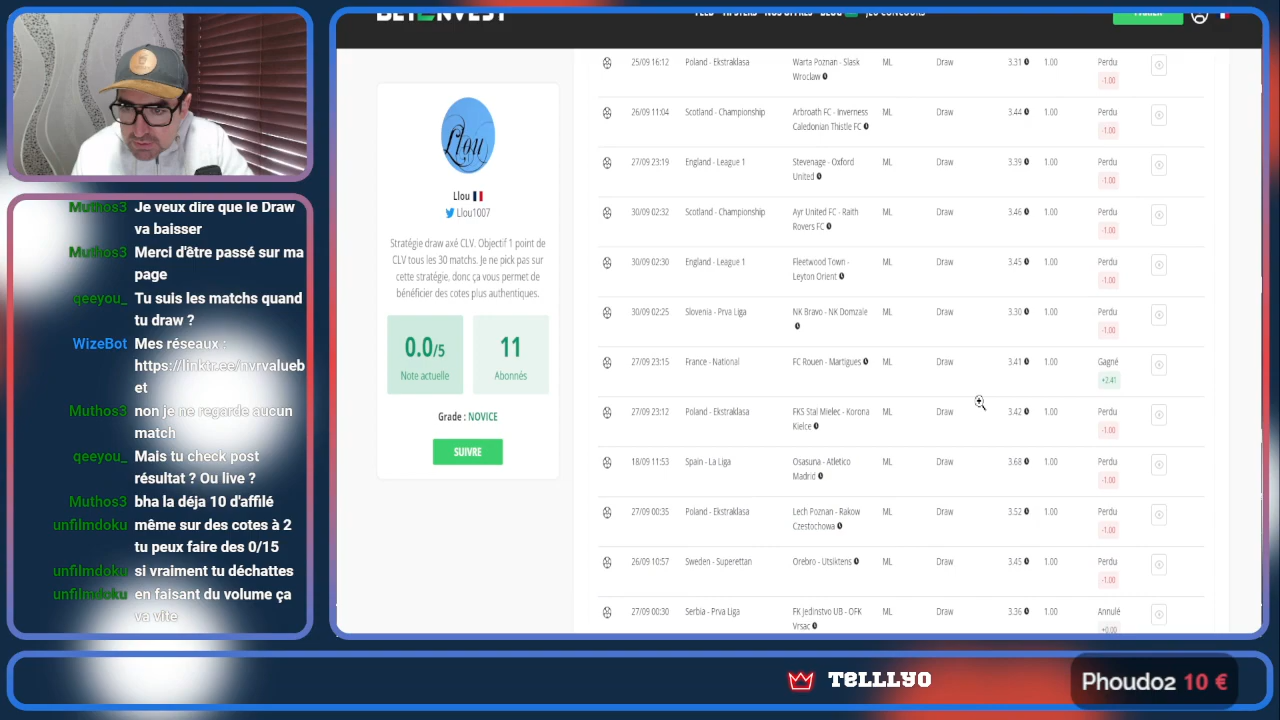 BET2NVEST
FEED TIPSTERS NOS OFFRES BLOG JEU CONCOURS
Muthos3 Je veux dire que le Draw
va baisser
Muthos3 Merci d'être passé sur ma
page
qeeyou_ Tu suis les matchs quand
tu draw ?
WizeBot Mes réseaux :
https://linktr.ee/nvrvalueb
et
Muthos3 non je ne regarde aucun
match
qeeyou_ Mais tu check post
résultat ? Ou live ?
Muthos3 bha la déja 10 d'affilé
unfilmdoku même sur des cotes à 2
tu peux faire des 0/15
unfilmdoku si vraiment tu déchattes
unfilmdoku en faisant du volume ça
va vite
Llou
Llou
Llou1007
Stratégie draw axé CLV. Objectif 1 point de
CLV tous les 30 matchs. Je ne pick pas sur
cette stratégie, donc ça vous permet de
bénéficier des cotes plus authentiques.
0.0/5
Note actuelle
11
Abonnés
Grade : NOVICE
SUIVRE
25/09 16:12 Poland - Ekstraklasa Warta Poznan - Slask ML Draw 3.31 1.00 Perdu
Wroclaw -1.00
26/09 11:04 Scotland - Championship Arbroath FC - Inverness ML Draw 3.44 1.00 Perdu
Caledonian Thistle FC -1.00
27/09 23:19 England - League 1 Stevenage - Oxford ML Draw 3.39 1.00 Perdu
United -1.00
30/09 02:32 Scotland - Championship Ayr United FC - Raith ML Draw 3.46 1.00 Perdu
Rovers FC -1.00
30/09 02:30 England - League 1 Fleetwood Town - ML Draw 3.45 1.00 Perdu
Leyton Orient -1.00
30/09 02:25 Slovenia - Prva Liga NK Bravo - NK Domzale ML Draw 3.30 1.00 Perdu
-1.00
27/09 23:15 France - National FC Rouen - Martigues ML Draw 3.41 1.00 Gagné
+2.41
27/09 23:12 Poland - Ekstraklasa FKS Stal Mielec - Korona ML Draw 3.42 1.00 Perdu
Kielce -1.00
18/09 11:53 Spain - La Liga Osasuna - Atletico ML Draw 3.68 1.00 Perdu
Madrid -1.00
27/09 00:35 Poland - Ekstraklasa Lech Poznan - Rakow ML Draw 3.52 1.00 Perdu
Czestochowa -1.00
26/09 10:57 Sweden - Superettan Orebro - Utsiktens ML Draw 3.45 1.00 Perdu
-1.00
27/09 00:30 Serbia - Prva Liga FK Jedinstvo UB - OFK ML Draw 3.36 1.00 Annulé
Vrsac +0.00
TELLLYO
Phoudo2 10 €